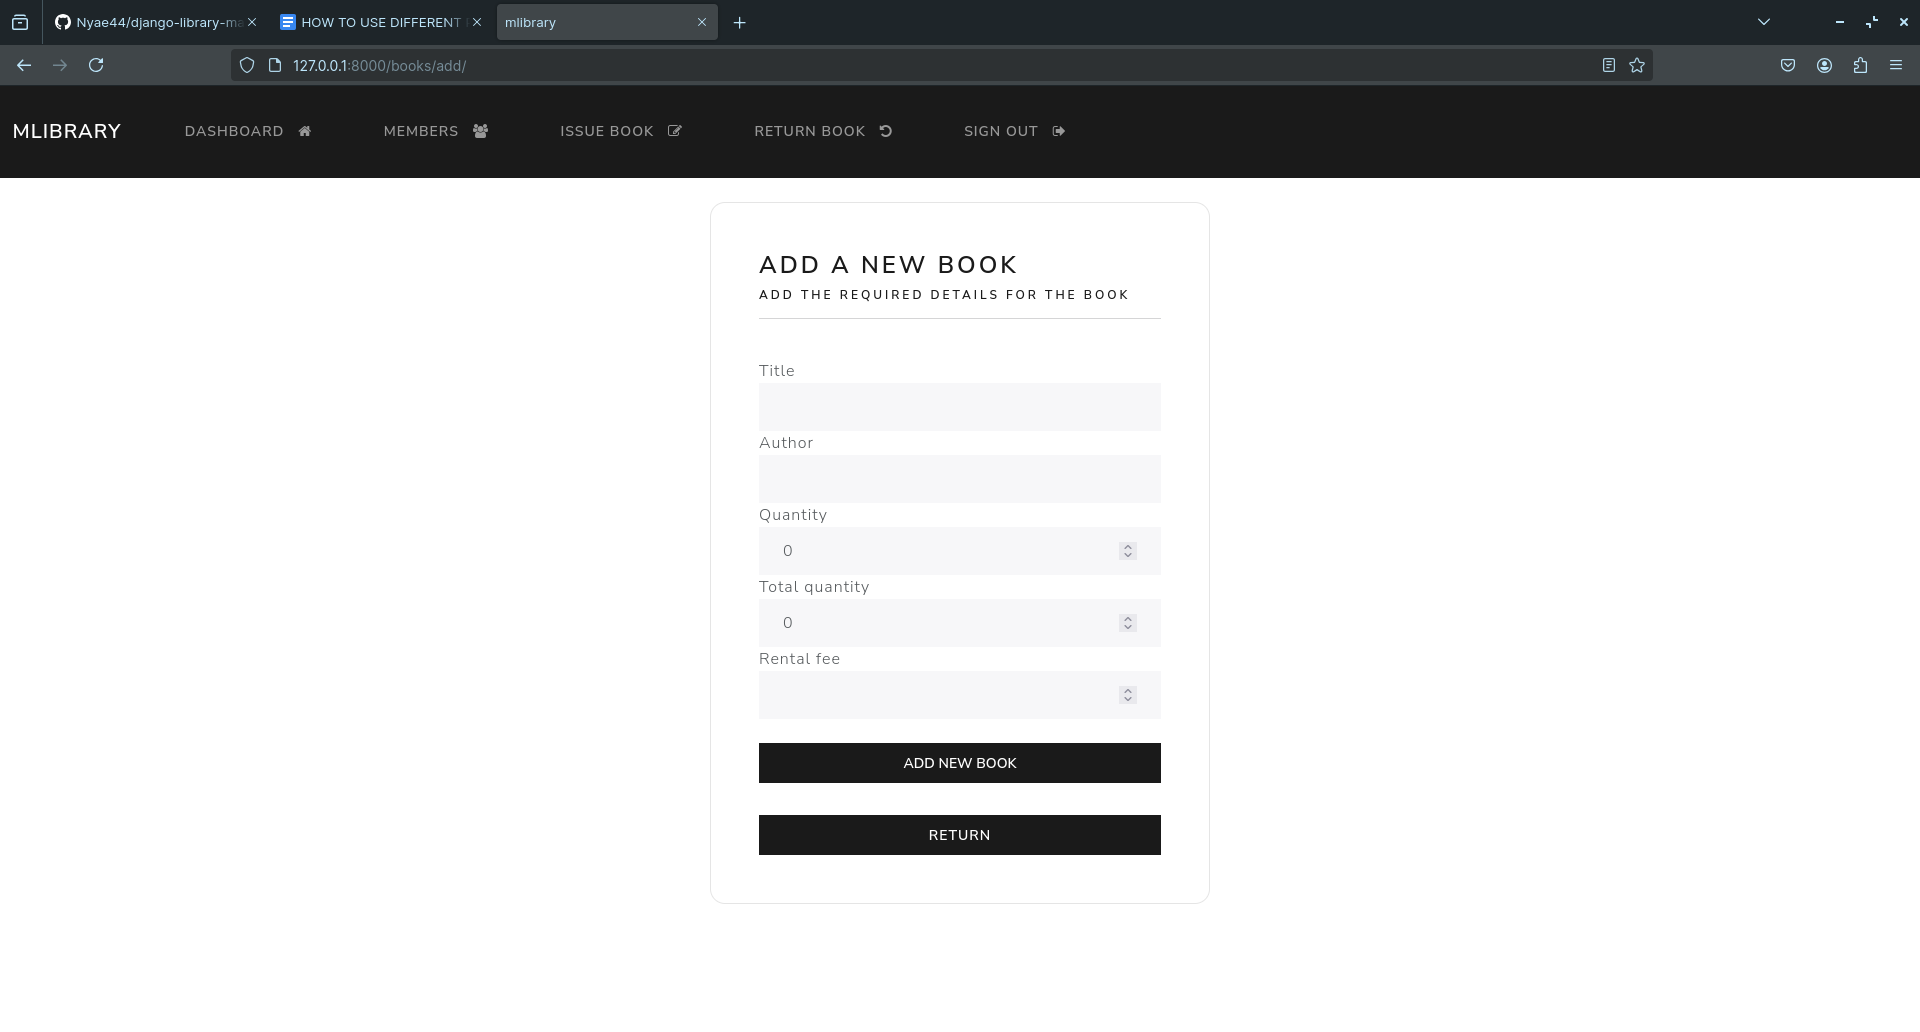 Nyae44/django-library-ma
HOW TO USE DIFFERENT
mlibrary
127.0.0.1:8000/books/add/
MLIBRARY
DASHBOARD
MEMBERS
ISSUE BOOK
RETURN BOOK
SIGN OUT
ADD A NEW BOOK
ADD THE REQUIRED DETAILS FOR THE BOOK
Title
Author
Quantity
0
Total quantity
0
Rental fee
ADD NEW BOOK
RETURN